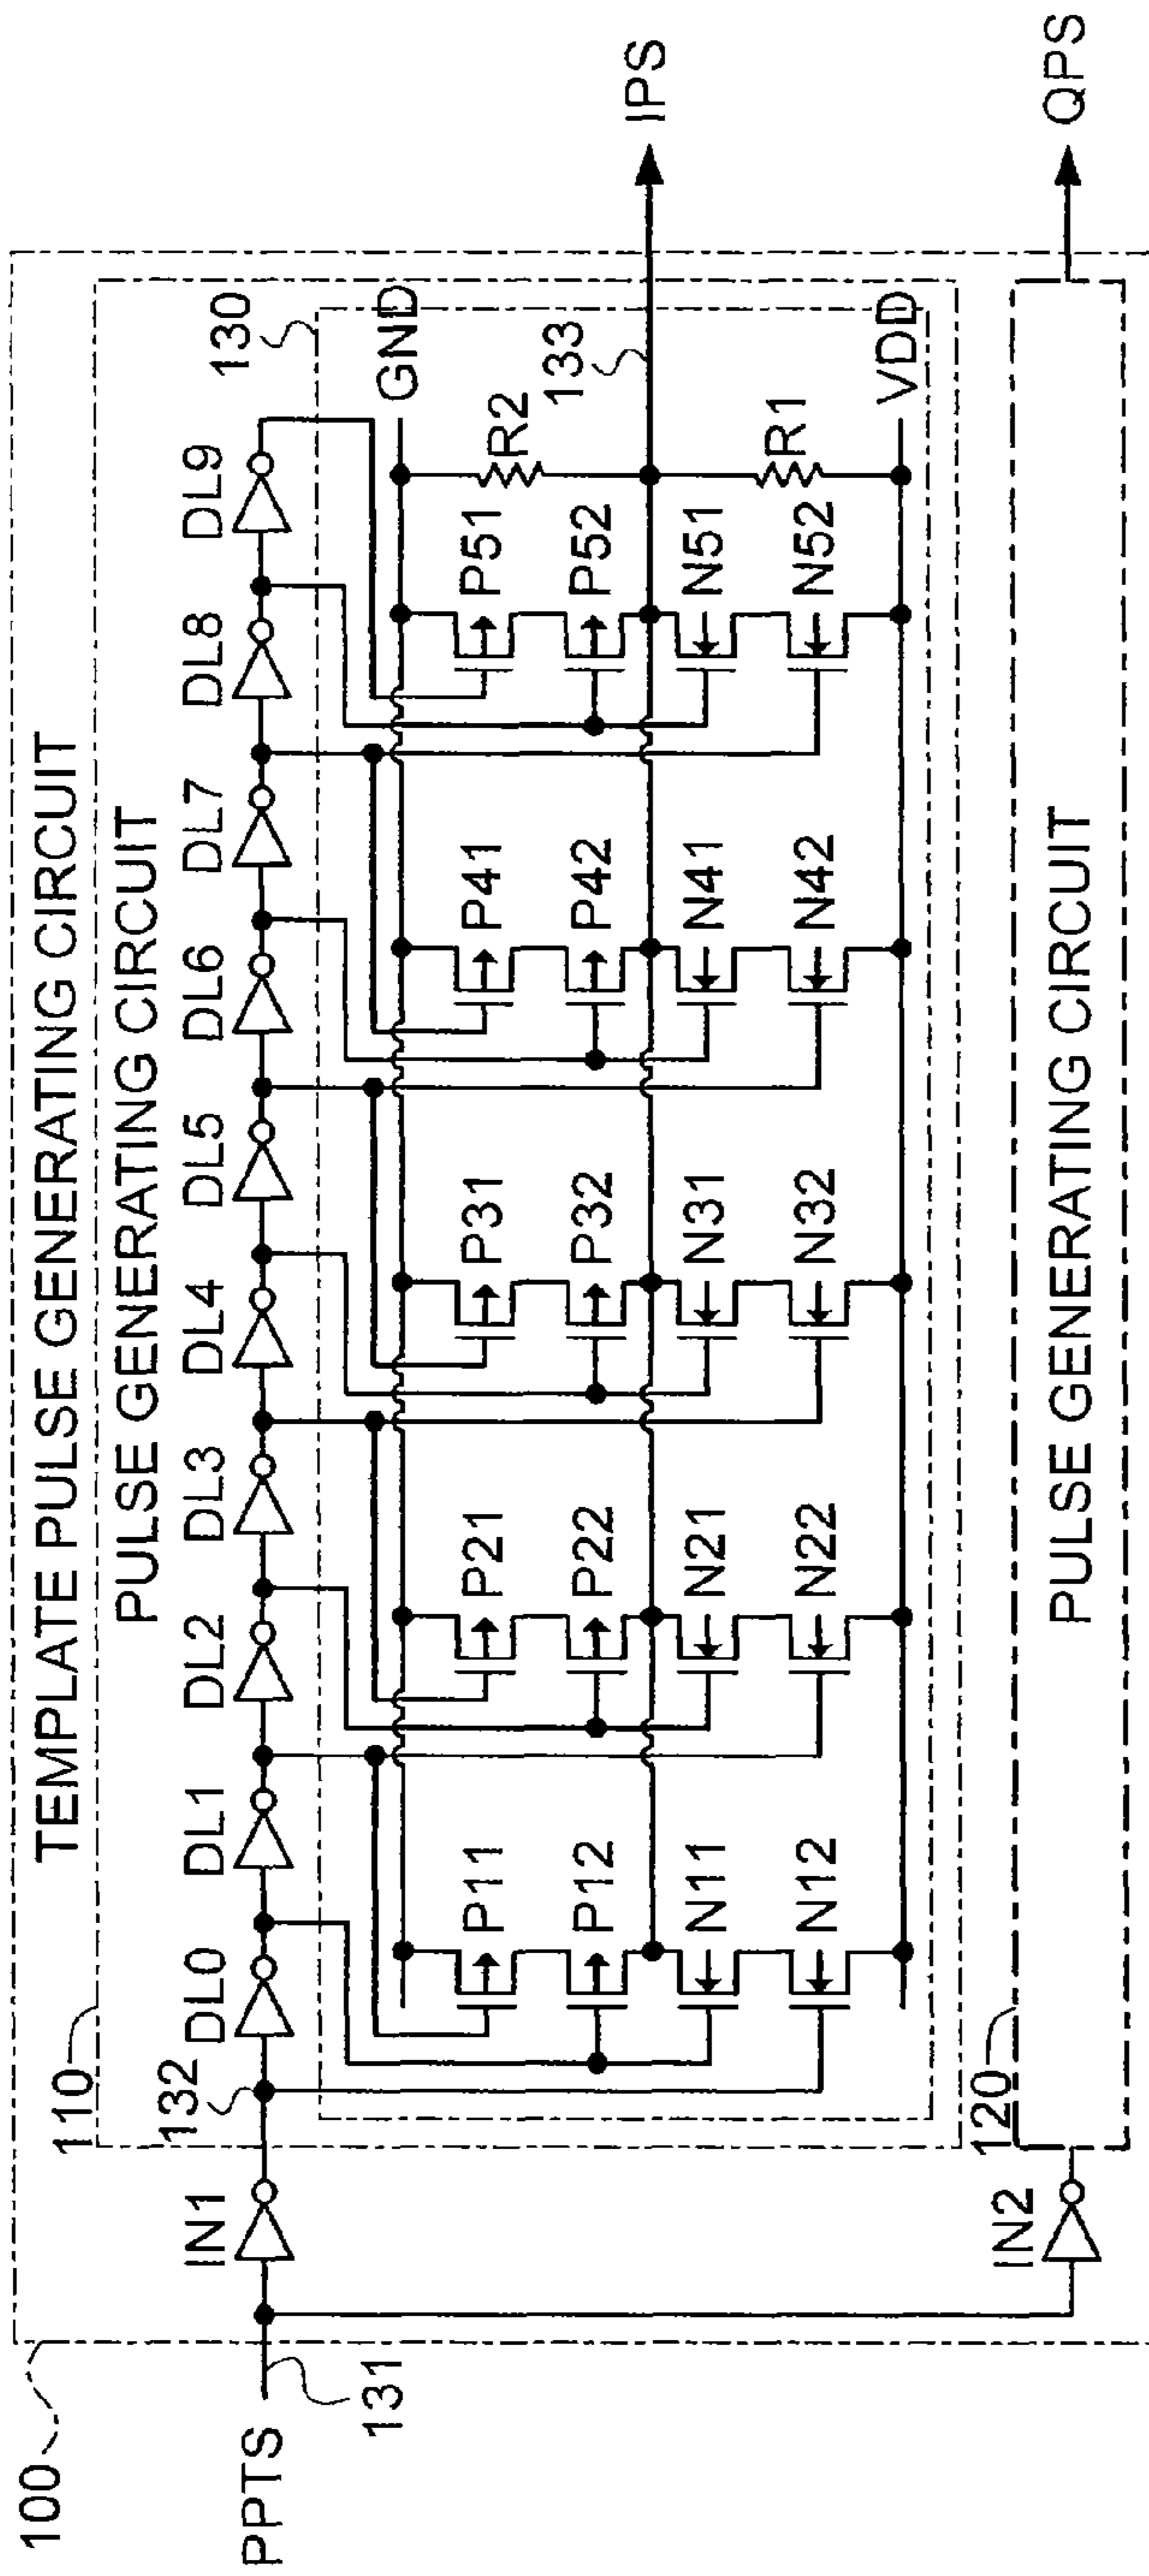 100
TEMPLATE PULSE GENERATING CIRCUIT
110
PULSE GENERATING CIRCUIT
PPTS
131
IN1
132
DL0
DL1
DL2
DL3
DL4
DL5
DL6
DL7
DL8
DL9
130
GND
P11
P21
P31
P41
P51
R2
P12
P22
P32
P42
P52
133
IPS
N11
N21
N31
N41
N51
R1
N12
N22
N32
N42
N52
VDD
IN2
120
PULSE GENERATING CIRCUIT
QPS